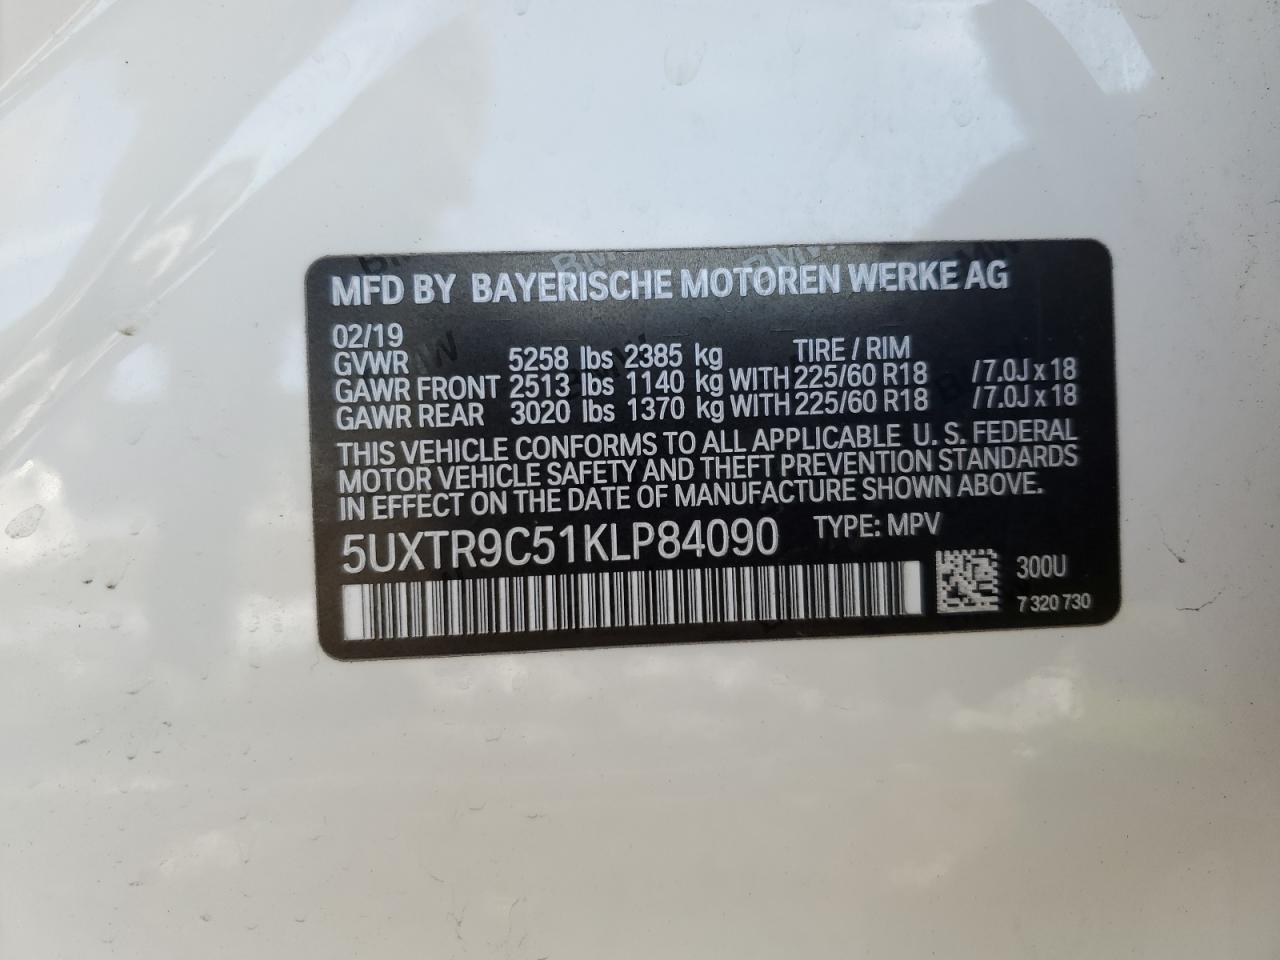 MFD BY BAYERISCHE MOTOREN WERKE AG
02/19
GVWR 5258 lbs 2385 kg TIRE / RIM
GAWR FRONT 2513 lbs 1140 kg WITH 225/60 R18 /7.0J x 18
GAWR REAR 3020 lbs 1370 kg WITH 225/60 R18 /7.0J x 18
THIS VEHICLE CONFORMS TO ALL APPLICABLE U. S. FEDERAL
MOTOR VEHICLE SAFETY AND THEFT PREVENTION STANDARDS
IN EFFECT ON THE DATE OF MANUFACTURE SHOWN ABOVE.
5UXTR9C51KLP84090 TYPE: MPV
300U
7 320 730